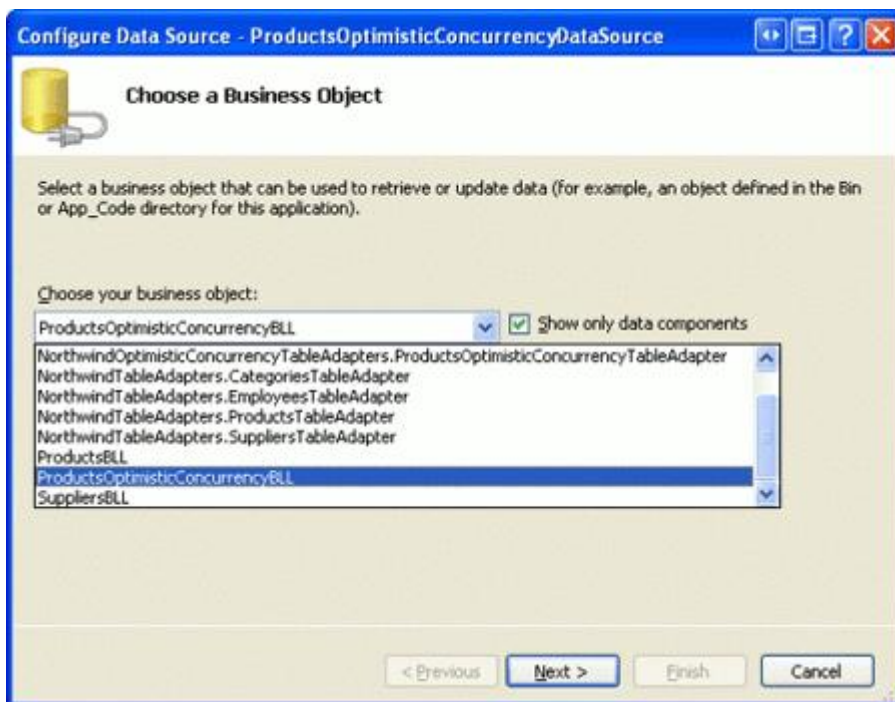 Configure Data Source - ProductsOptimisticConcurrencyDataSource
Choose a Business Object
Select a business object that can be used to retrieve or update data (for example, an object defined in the Bin
or App_Code directory for this application).
Choose your business object:
ProductsOptimisticConcurrencyBLL Show only data components
NorthwindOptimisticConcurrencyTableAdapters.ProductsOptimisticConcurrencyTableAdapter
NorthwindTableAdapters.CategoriesTableAdapter
NorthwindTableAdapters.EmployeesTableAdapter
NorthwindTableAdapters.ProductsTableAdapter
NorthwindTableAdapters.SuppliersTableAdapter
ProductsBLL
ProductsOptimisticConcurrencyBLL
SuppliersBLL
< Previous Next > Finish Cancel